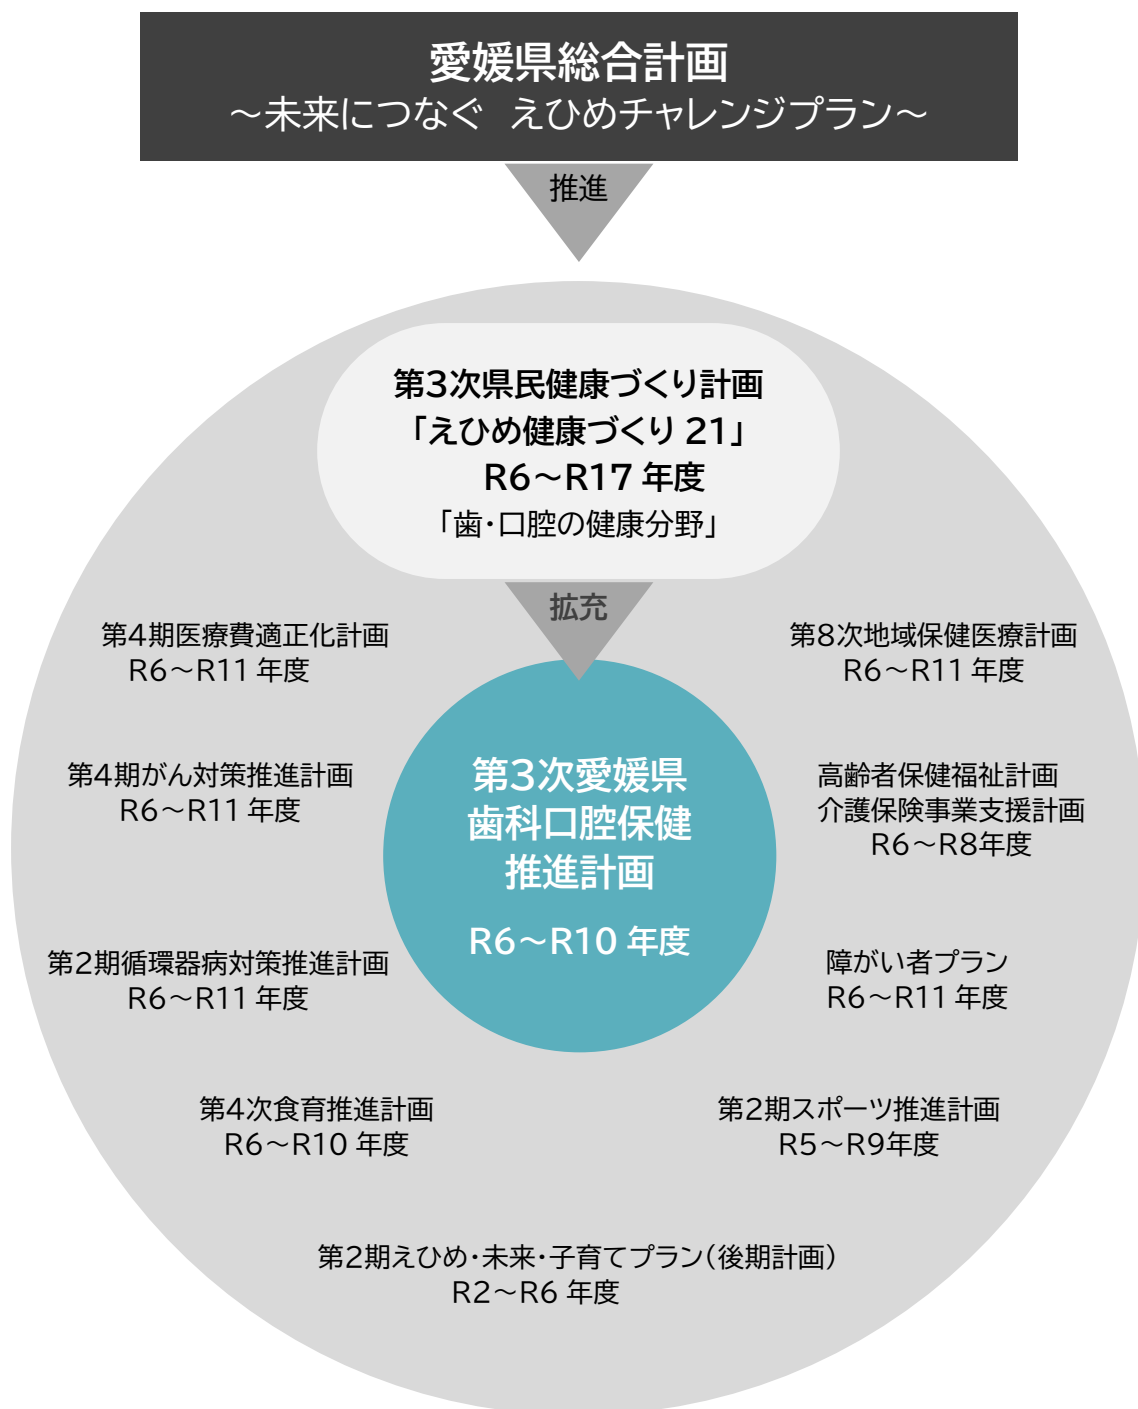 愛媛県総合計画
～未来につなぐ えひめチャレンジプラン～
推進
第3次県民健康づくり計画
「えひめ健康づくり 21」
R6～R17 年度
「歯・口腔の健康分野」
拡充
第4期医療費適正化計画
R6～R11 年度
第8次地域保健医療計画
R6～R11 年度
第4期がん対策推進計画
R6～R11 年度
第3次愛媛県
歯科口腔保健
推進計画
R6～R10 年度
高齢者保健福祉計画
介護保険事業支援計画
R6～R8年度
第2期循環器病対策推進計画
R6～R11 年度
障がい者プラン
R6～R11 年度
第4次食育推進計画
R6～R10 年度
第2期スポーツ推進計画
R5～R9年度
第2期えひめ・未来・子育てプラン(後期計画)
R2～R6 年度